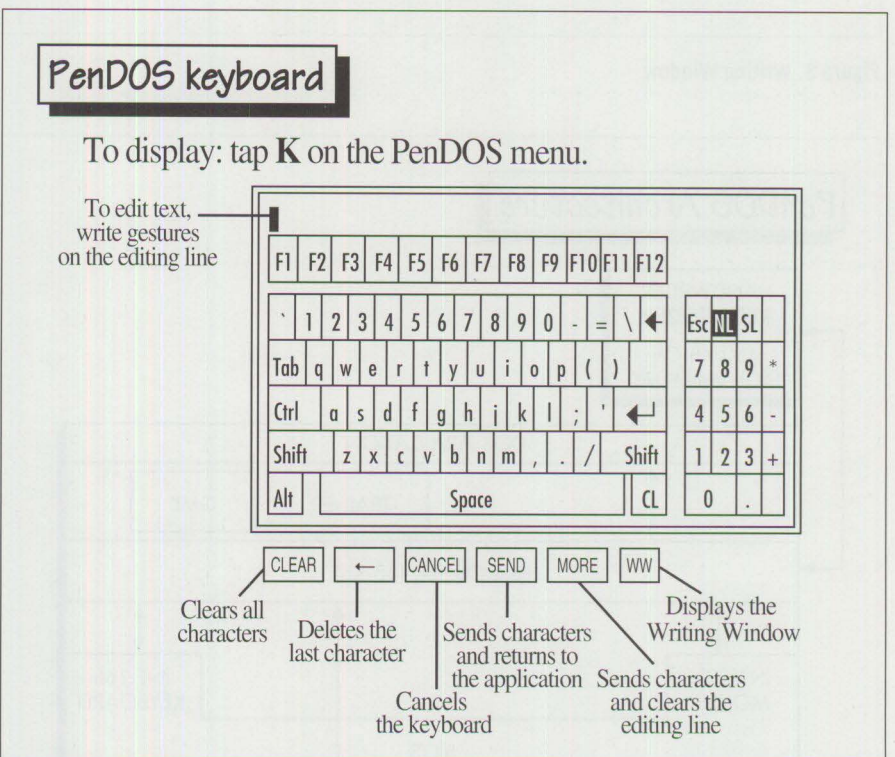 PenDOS keyboard
To display: tap K on the PenDOS menu.
To edit text,
write gestures
on the editing line
F1 F2 F3 F4 F5 F6 F7 F8 F9 F10 F11 F12
` 1 2 3 4 5 6 7 8 9 0 - = \ ←
Tab q w e r t y u i o p ( )
Ctrl a s d f g h j k l ; ' ↵
Shift z x c v b n m , . / Shift
Alt Space CL
Esc NL SL
7 8 9 *
4 5 6 -
1 2 3 +
0 .
CLEAR ← CANCEL SEND MORE WW
Clears all
characters
Deletes the
last character
Cancels
the keyboard
Sends characters
and returns to
the application
Sends characters
and clears the
editing line
Displays the
Writing Window